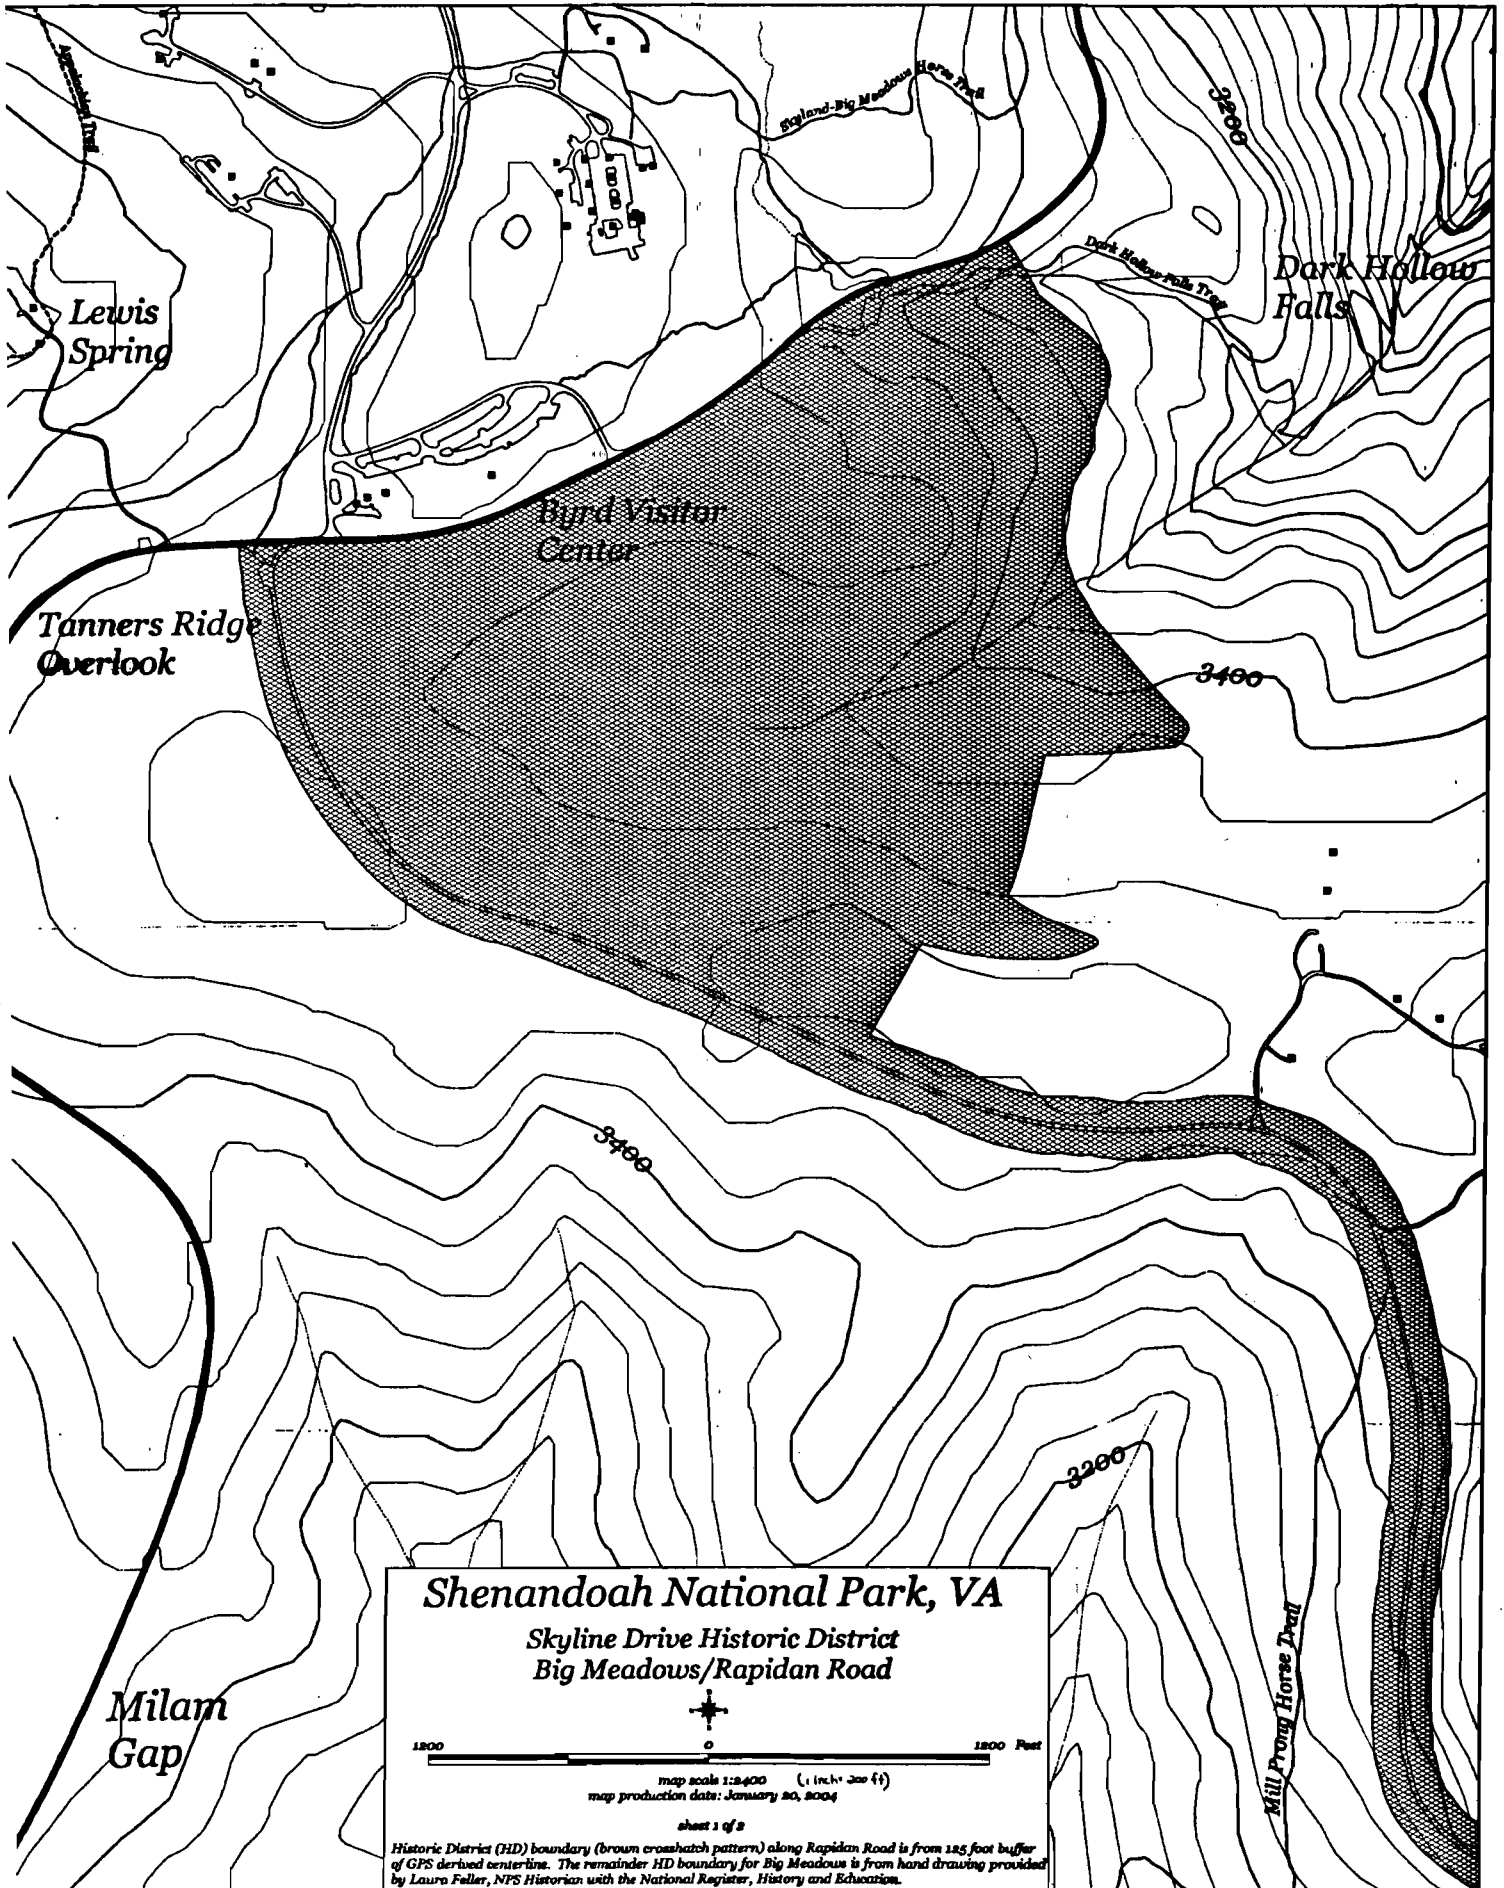 Appalachian Trail
Skyland-Big Meadows Horse Trail
3200
Dark Hollow Falls Trail
Dark Hollow
Falls
Lewis
Spring
Byrd Visitor
Center
Tanners Ridge
Overlook
3400
3400
3200
Mill Prong Horse Trail
Milam
Gap
Shenandoah National Park, VA
Skyline Drive Historic District
Big Meadows/Rapidan Road
1200 0 1200 Feet
map scale 1:2400 (1 inch = 200 ft)
map production date: January 20, 2004
sheet 1 of 2
Historic District (HD) boundary (brown crosshatch pattern) along Rapidan Road is from 125 foot buffer
of GPS derived centerline. The remainder HD boundary for Big Meadows is from hand drawing provided
by Laura Feller, NPS Historian with the National Register, History and Education.